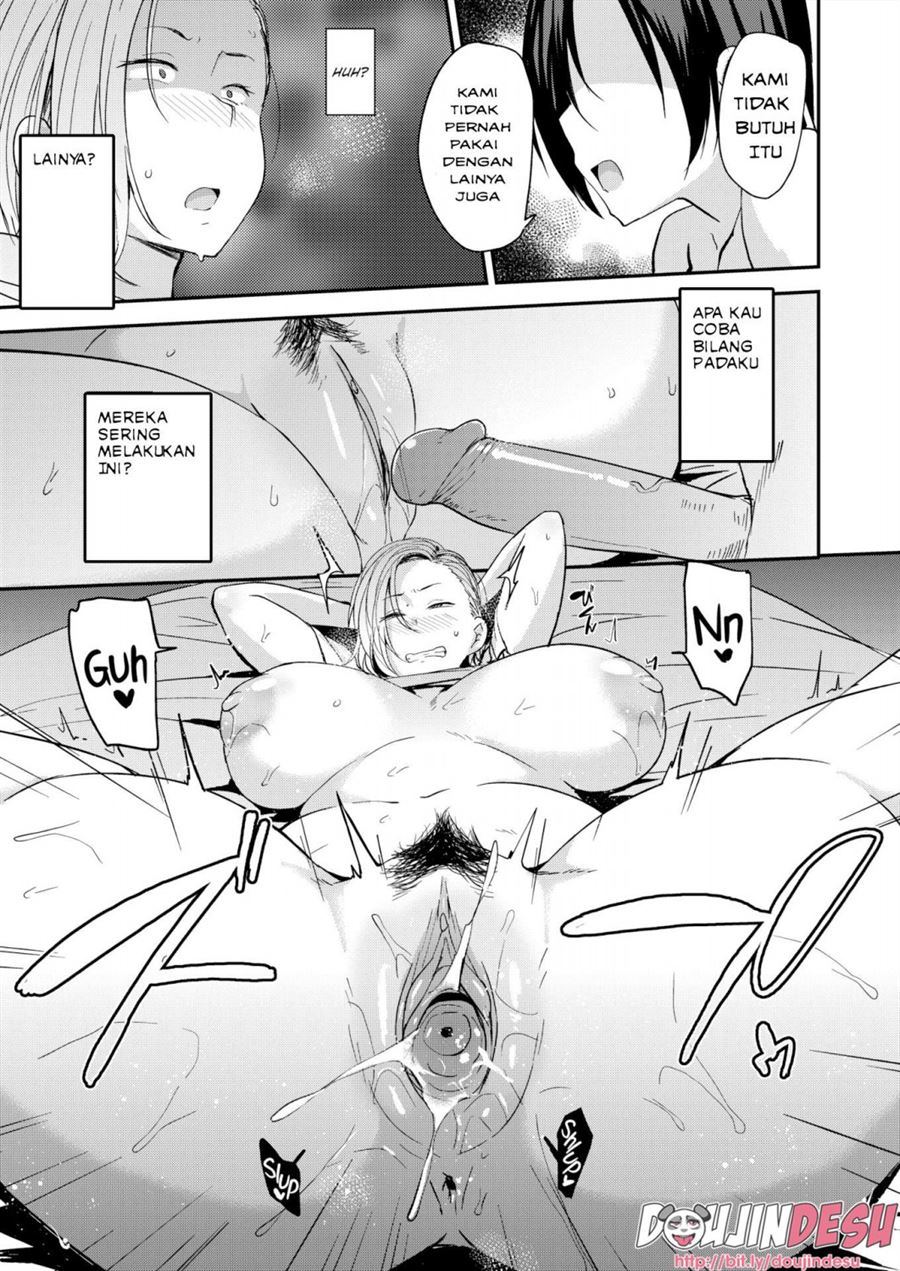 KAMI
TIDAK
BUTUH
ITU
KAMI
TIDAK
PERNAH
PAKAI
DENGAN
LAINYA
JUGA
HUH?
LAINYA?
APA KAU
COBA
BILANG
PADAKU
MEREKA
SERING
MELAKUKAN
INI?
Nn
Guh
Slup
DOUJINDESU
http://bit.ly/doujindesu